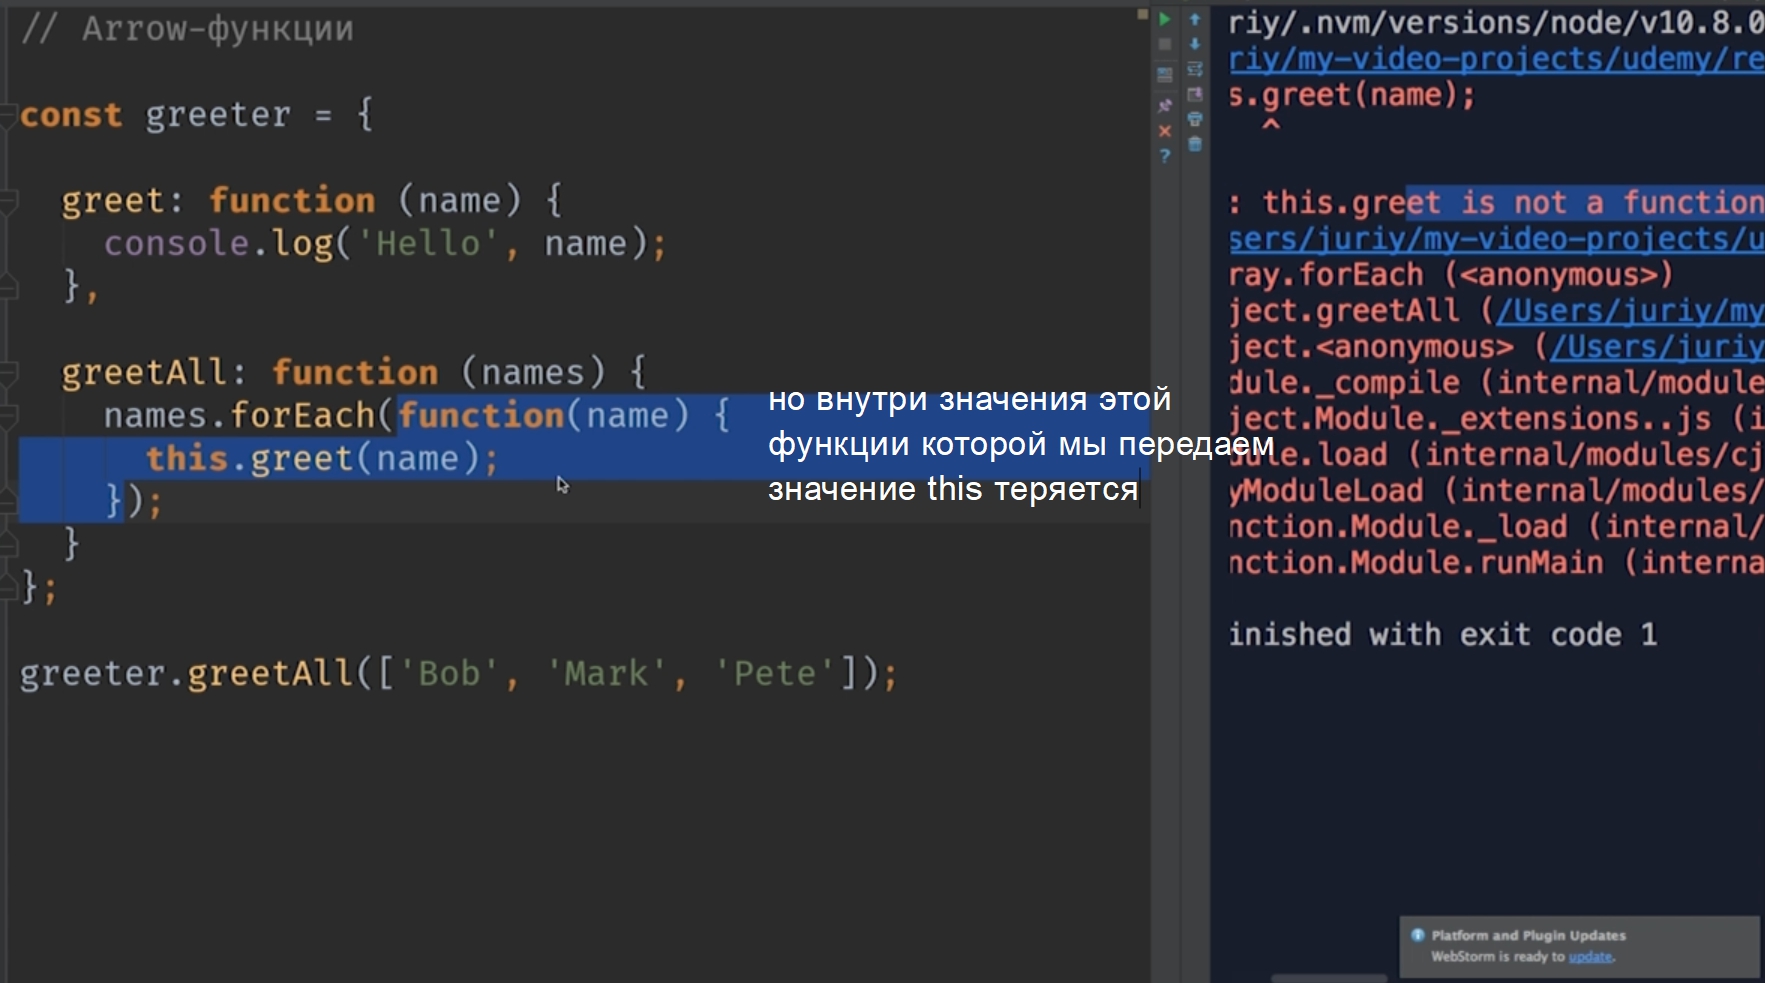 // Arrow-функции
const greeter = {
greet: function (name) {
console.log('Hello', name);
},
greetAll: function (names) {
names.forEach(function(name) {
this.greet(name);
});
}
};
greeter.greetAll(['Bob', 'Mark', 'Pete']);
но внутри значения этой
функции которой мы передаем
значение this теряется
riy/.nvm/versions/node/v10.8.0
riy/my-video-projects/udemy/re
s.greet(name);
^
: this.greet is not a function
sers/juriy/my-video-projects/u
ray.forEach (<anonymous>)
ject.greetAll (/Users/juriy/my
ject.<anonymous> (/Users/juriy
dule._compile (internal/module
ject.Module._extensions..js (i
dule.load (internal/modules/cj
yModuleLoad (internal/modules/
nction.Module._load (internal/
nction.Module.runMain (interna
inished with exit code 1
Platform and Plugin Updates
WebStorm is ready to update.